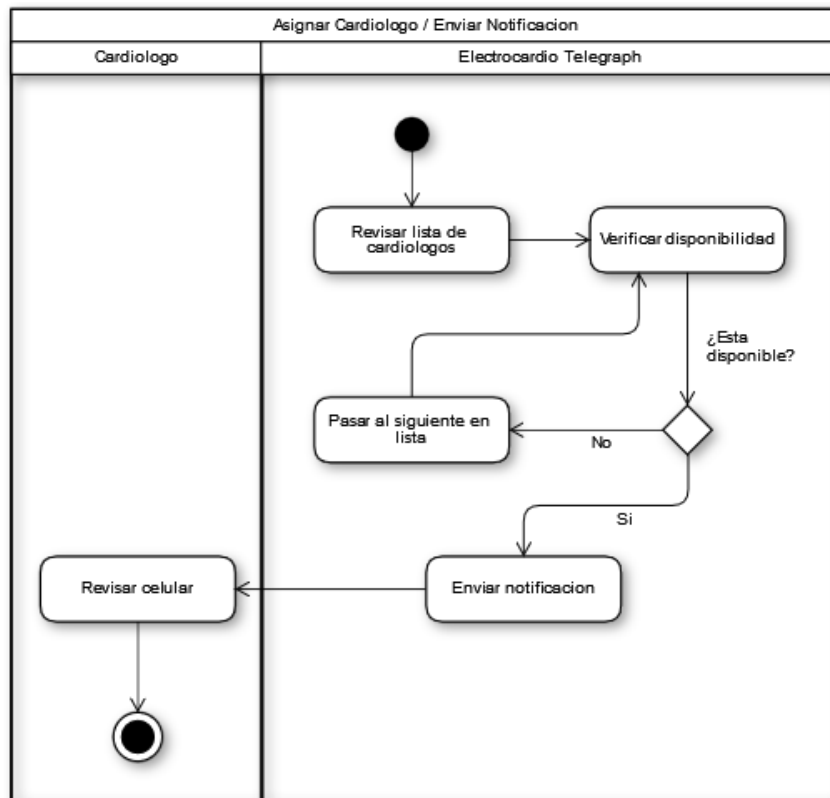 Asignar Cardiologo / Enviar Notificacion
Cardiologo
Electrocardio Telegraph
Revisar lista de
cardiologos
Verificar disponibilidad
¿Esta
disponible?
Pasar al siguiente en
lista
No
Si
Revisar celular
Enviar notificacion